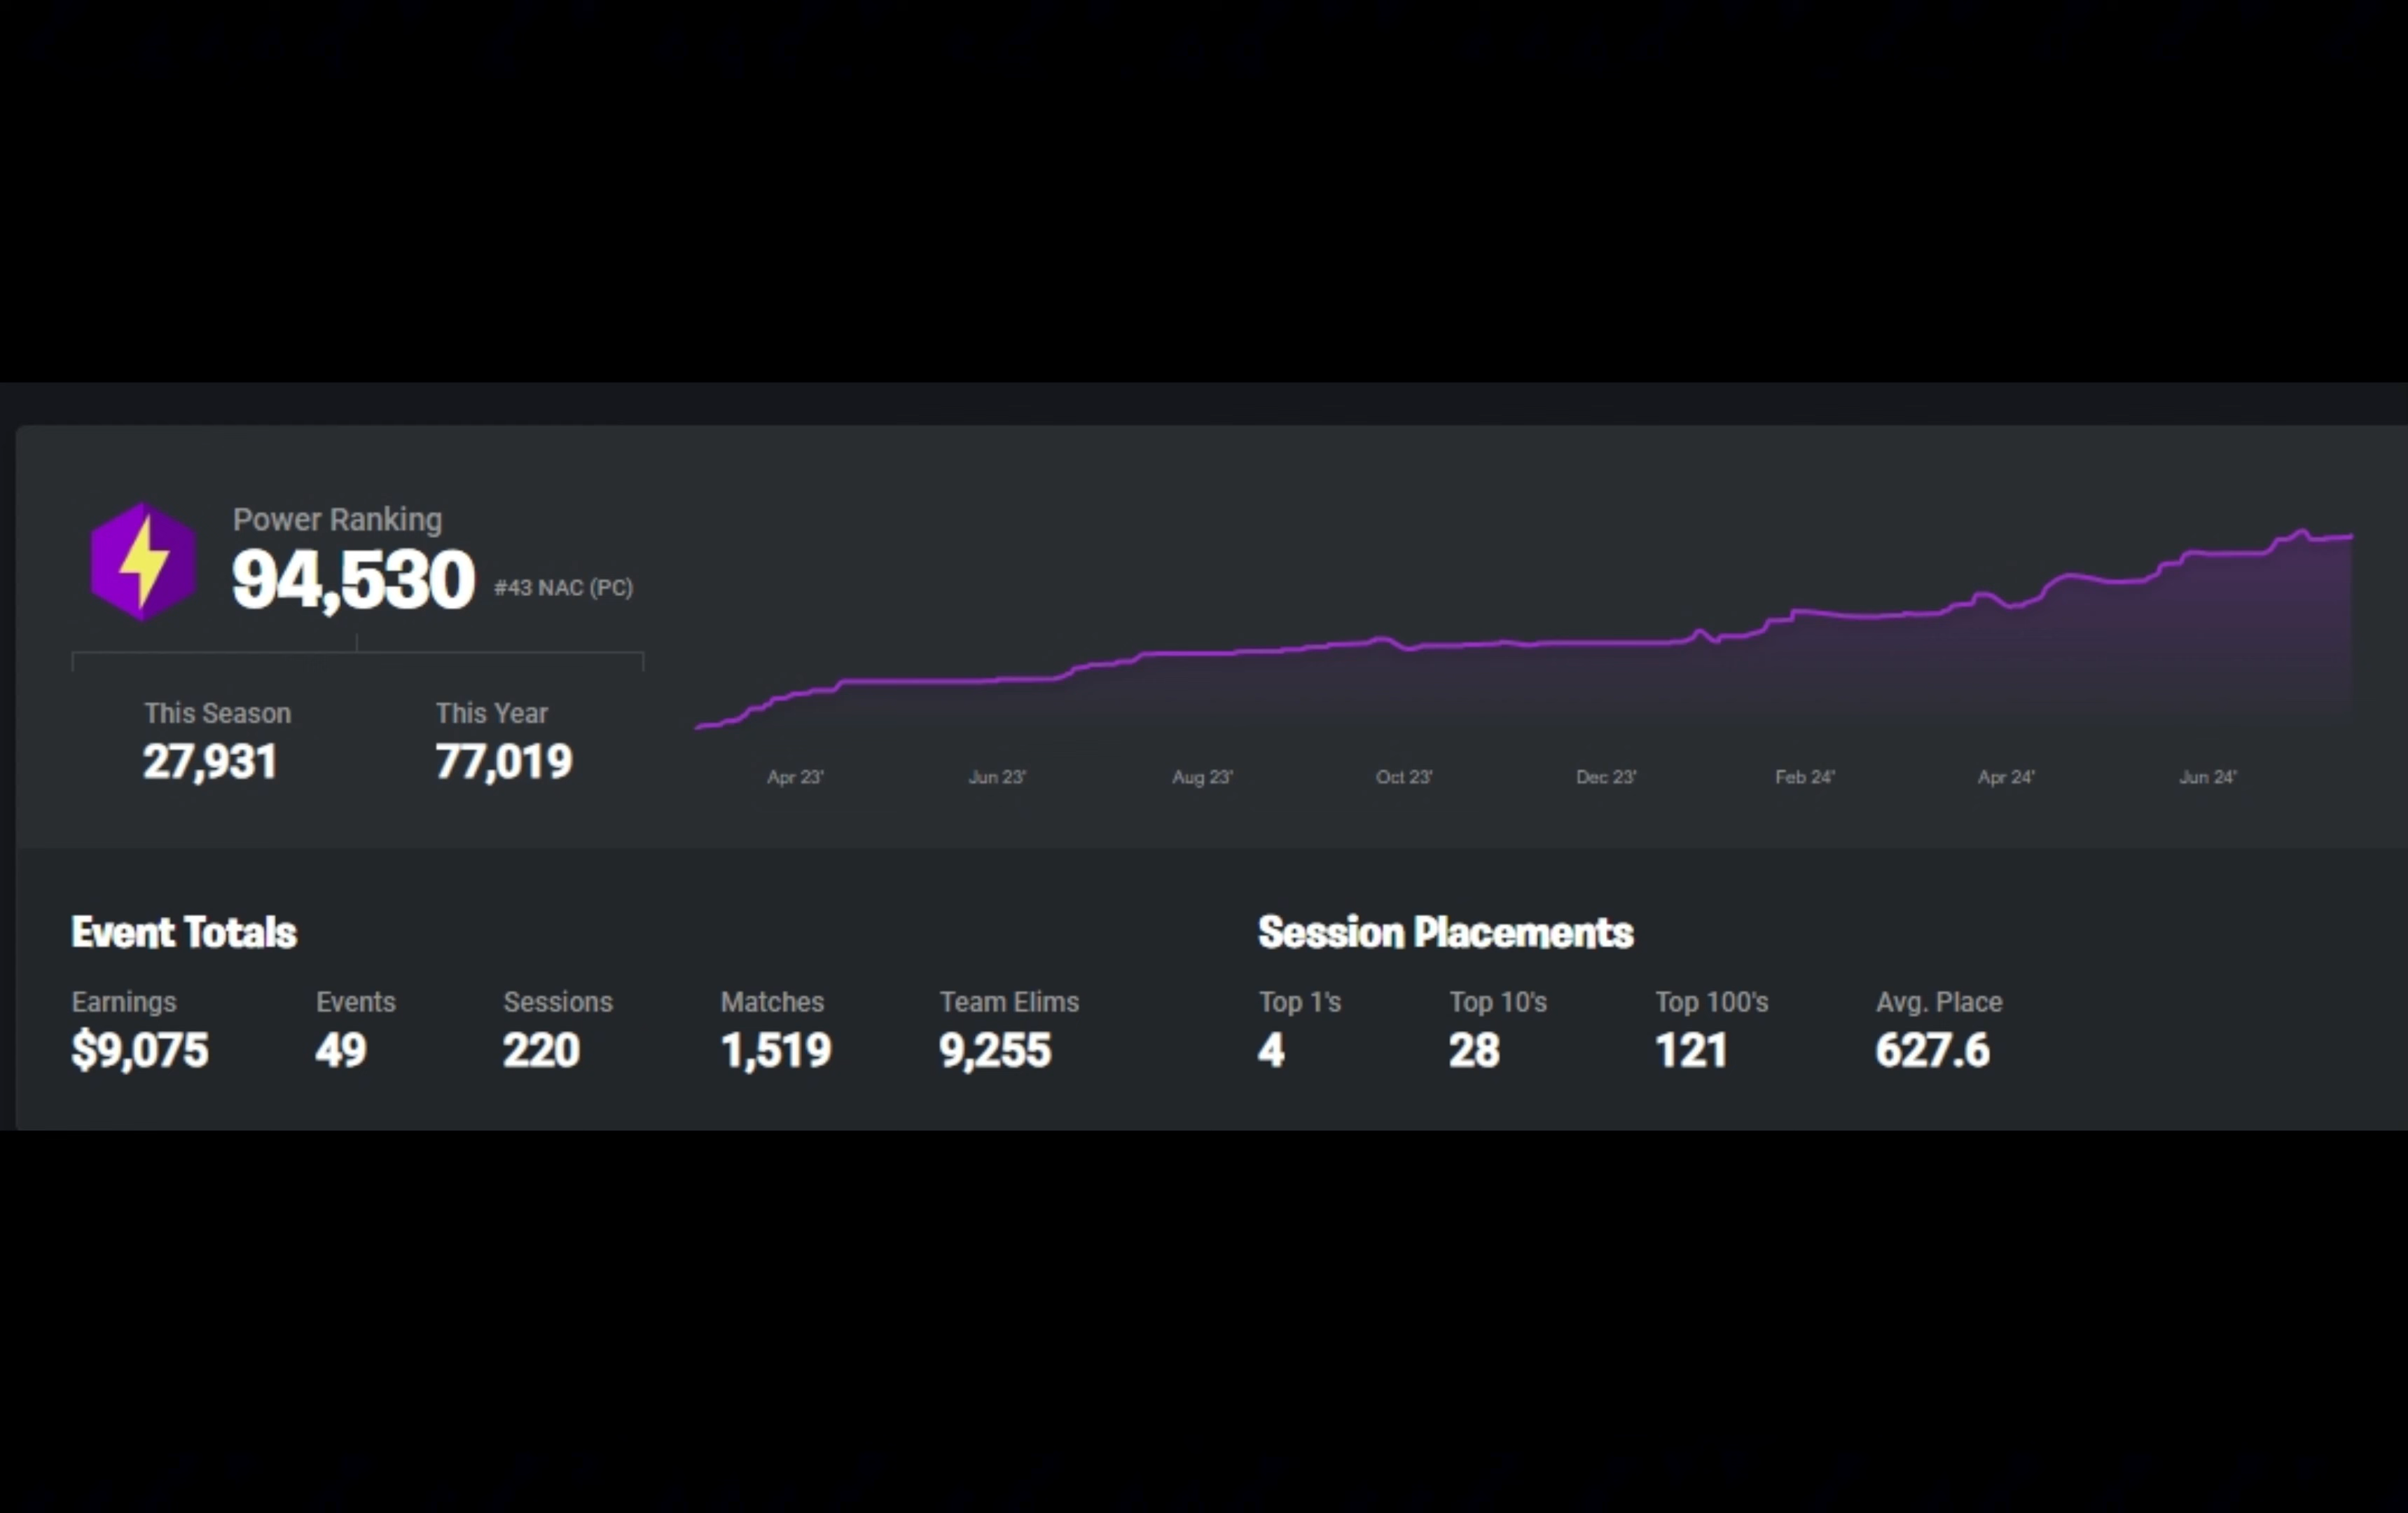 Power Ranking
94,530 #43 NAC (PC)
This Season This Year
27,931 77,019
Apr 23' Jun 23' Aug 23' Oct 23' Dec 23' Feb 24' Apr 24' Jun 24'
Event Totals
Earnings Events Sessions Matches Team Elims
$9,075 49 220 1,519 9,255
Session Placements
Top 1's Top 10's Top 100's Avg. Place
4 28 121 627.6